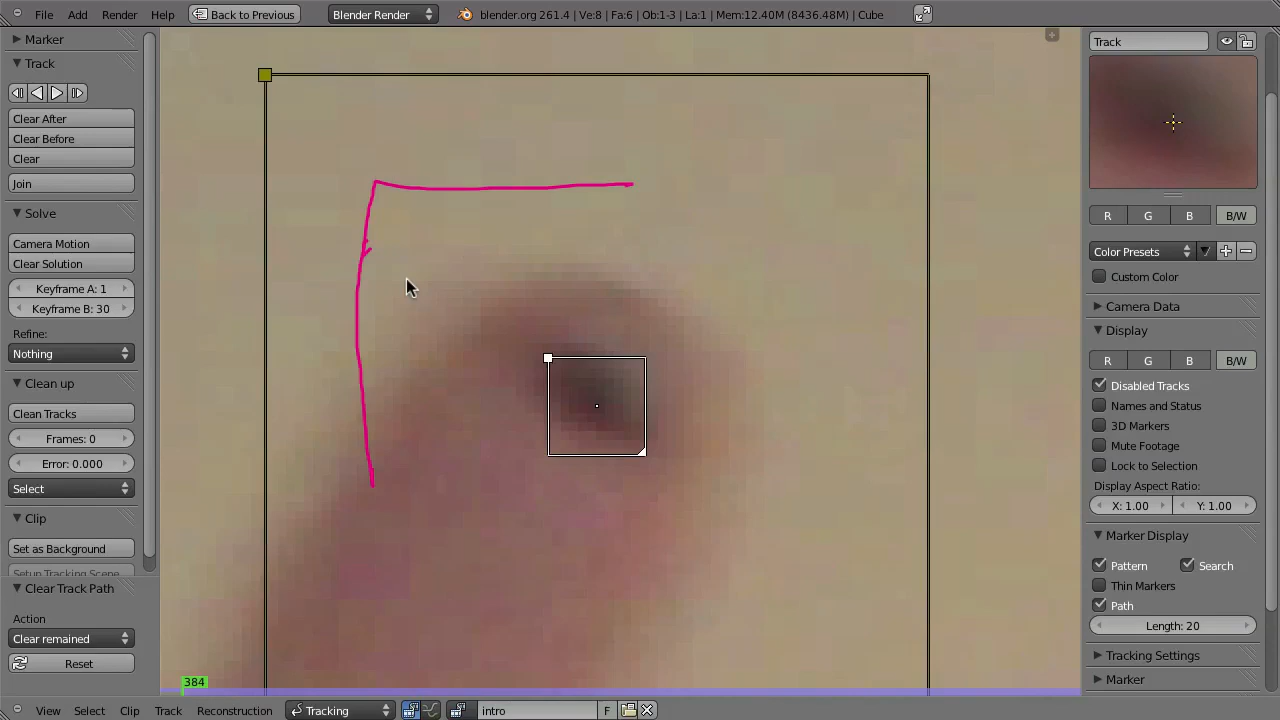 File Render Help Back to Previous Blender Render blender.org 261.4 | Ve:8 | Fa:6 | Ob:1-3 | La:1 | Mem:12.40M (8436.48M) | Cube
Marker
Track
Clear After
Clear Before
Clear
Join
Solve
Camera Motion
Clear Solution
Keyframe A: 1
Keyframe B: 30
Refine:
Nothing
Clean up
Clean Tracks
Frames: 0
Error: 0.000
Select
Clip
Set as Background
Setup Tracking Scene
Clear Track Path
Action
Clear remained
Reset
384
Track
R G B B/W
Color Presets
Custom Color
Camera Data
Display
R G B B/W
Disabled Tracks
Names and Status
3D Markers
Mute Footage
Lock to Selection
Display Aspect Ratio:
X: 1.00 Y: 1.00
Marker Display
Pattern Search
Thin Markers
Path
Length: 20
Tracking Settings
Marker
View Select Clip Track Reconstruction Tracking intro F